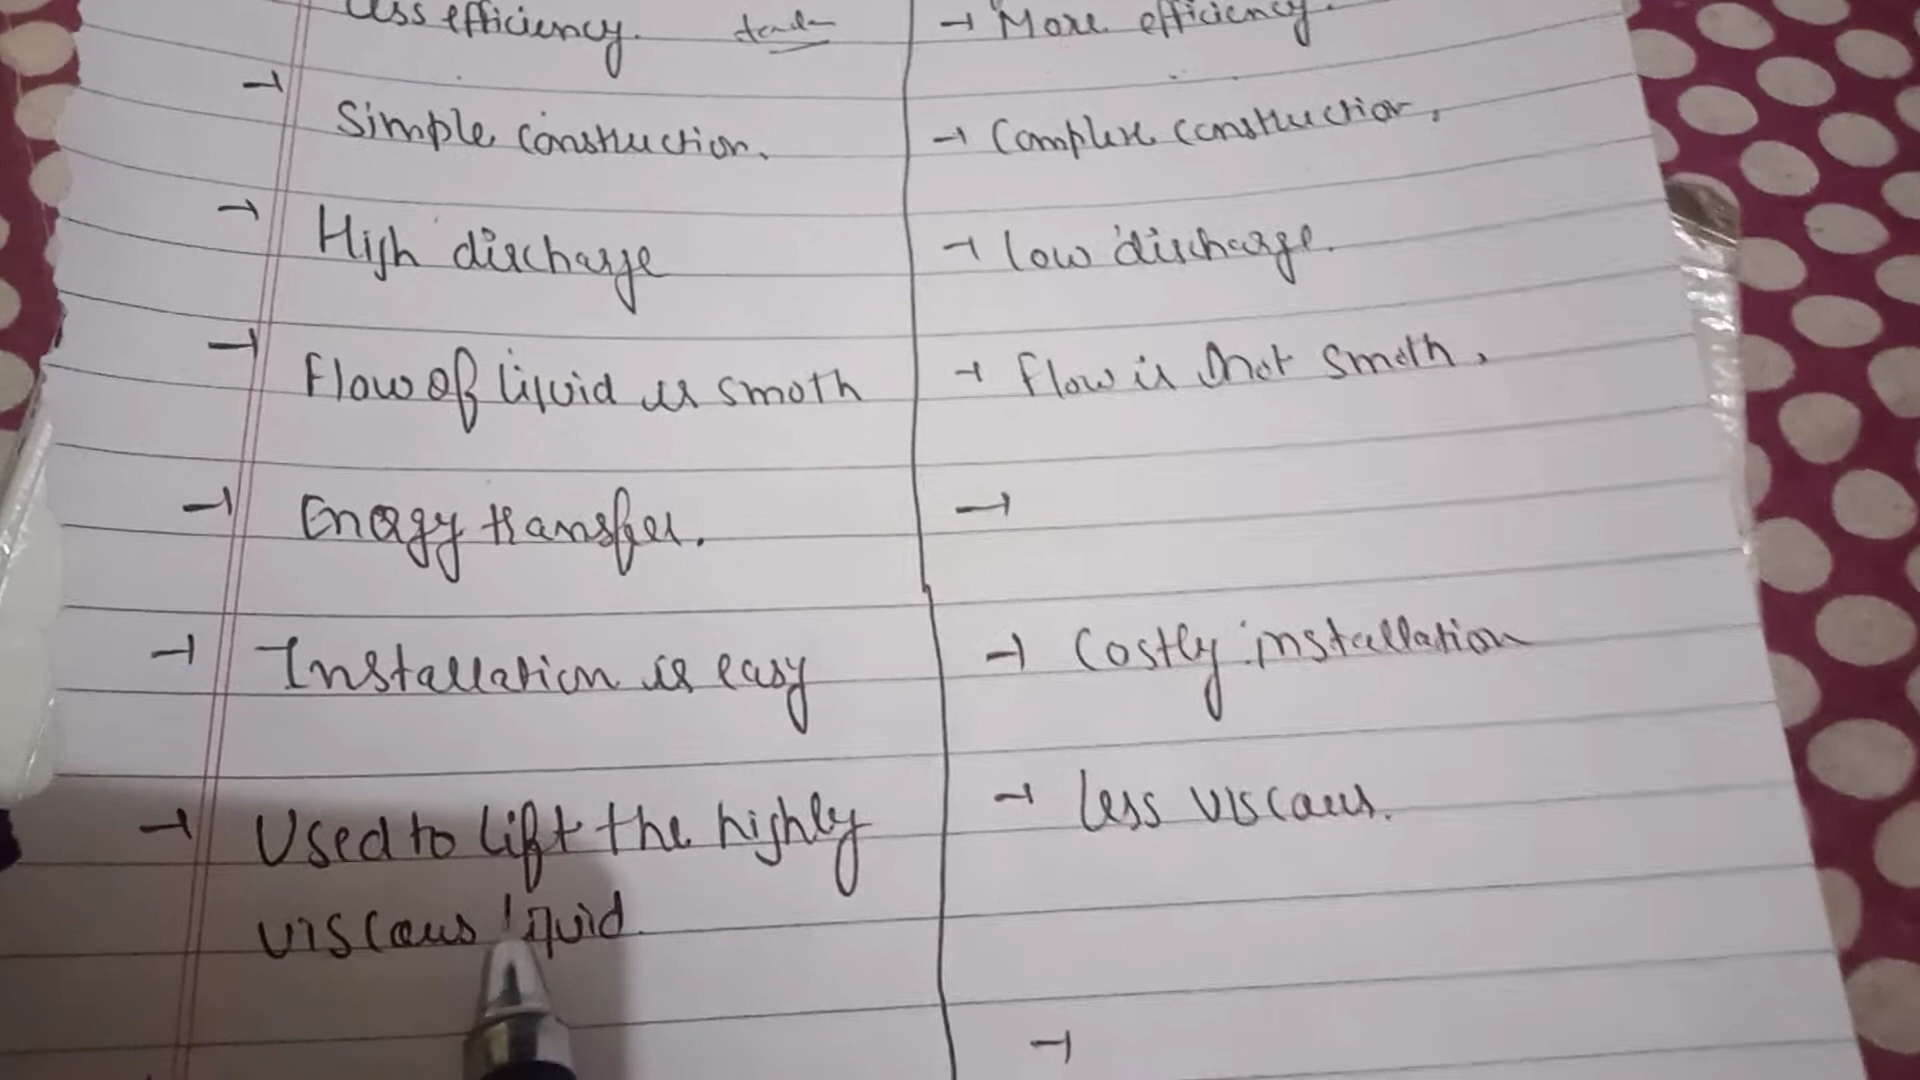 Less efficiency.
→ More efficiency.
→ Simple construction.
→ Complex construction.
→ High discharge
→ low discharge.
→ Flow of liquid is smoth
→ flow is not smoth.
→ Energy transfer.
→
→ Installation is easy
→ Costly installation
→ Used to lift the highly
viscous liquid.
→ less viscous.
→